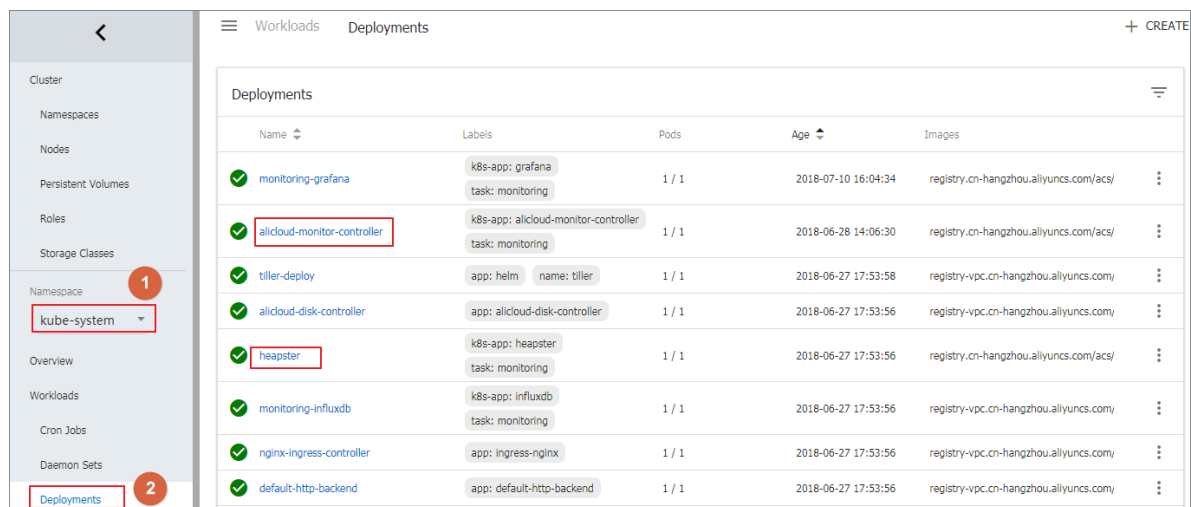 Workloads Deployments + CREATE
Cluster
Namespaces
Nodes
Persistent Volumes
Roles
Storage Classes
Namespace 1
kube-system
Overview
Workloads
Cron Jobs
Daemon Sets
Deployments 2
Deployments
Name Labels Pods Age Images
monitoring-grafana k8s-app: grafana task: monitoring 1 / 1 2018-07-10 16:04:34 registry.cn-hangzhou.aliyuncs.com/acs/
alicloud-monitor-controller k8s-app: alicloud-monitor-controller task: monitoring 1 / 1 2018-06-28 14:06:30 registry.cn-hangzhou.aliyuncs.com/acs/
tiller-deploy app: helm name: tiller 1 / 1 2018-06-27 17:53:58 registry-vpc.cn-hangzhou.aliyuncs.com/
alicloud-disk-controller app: alicloud-disk-controller 1 / 1 2018-06-27 17:53:56 registry.cn-hangzhou.aliyuncs.com/acs/
heapster k8s-app: heapster task: monitoring 1 / 1 2018-06-27 17:53:56 registry.cn-hangzhou.aliyuncs.com/acs/
monitoring-influxdb k8s-app: influxdb task: monitoring 1 / 1 2018-06-27 17:53:56 registry-vpc.cn-hangzhou.aliyuncs.com/
nginx-ingress-controller app: ingress-nginx 1 / 1 2018-06-27 17:53:56 registry-vpc.cn-hangzhou.aliyuncs.com/
default-http-backend app: default-http-backend 1 / 1 2018-06-27 17:53:56 registry-vpc.cn-hangzhou.aliyuncs.com/